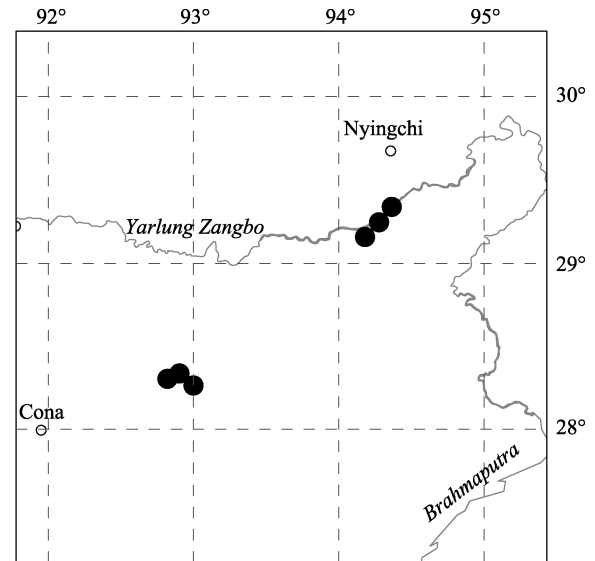 92° 93° 94° 95°
30°
Nyingchi
Yarlung Zangbo
29°
Cona
28°
Brahmaputra